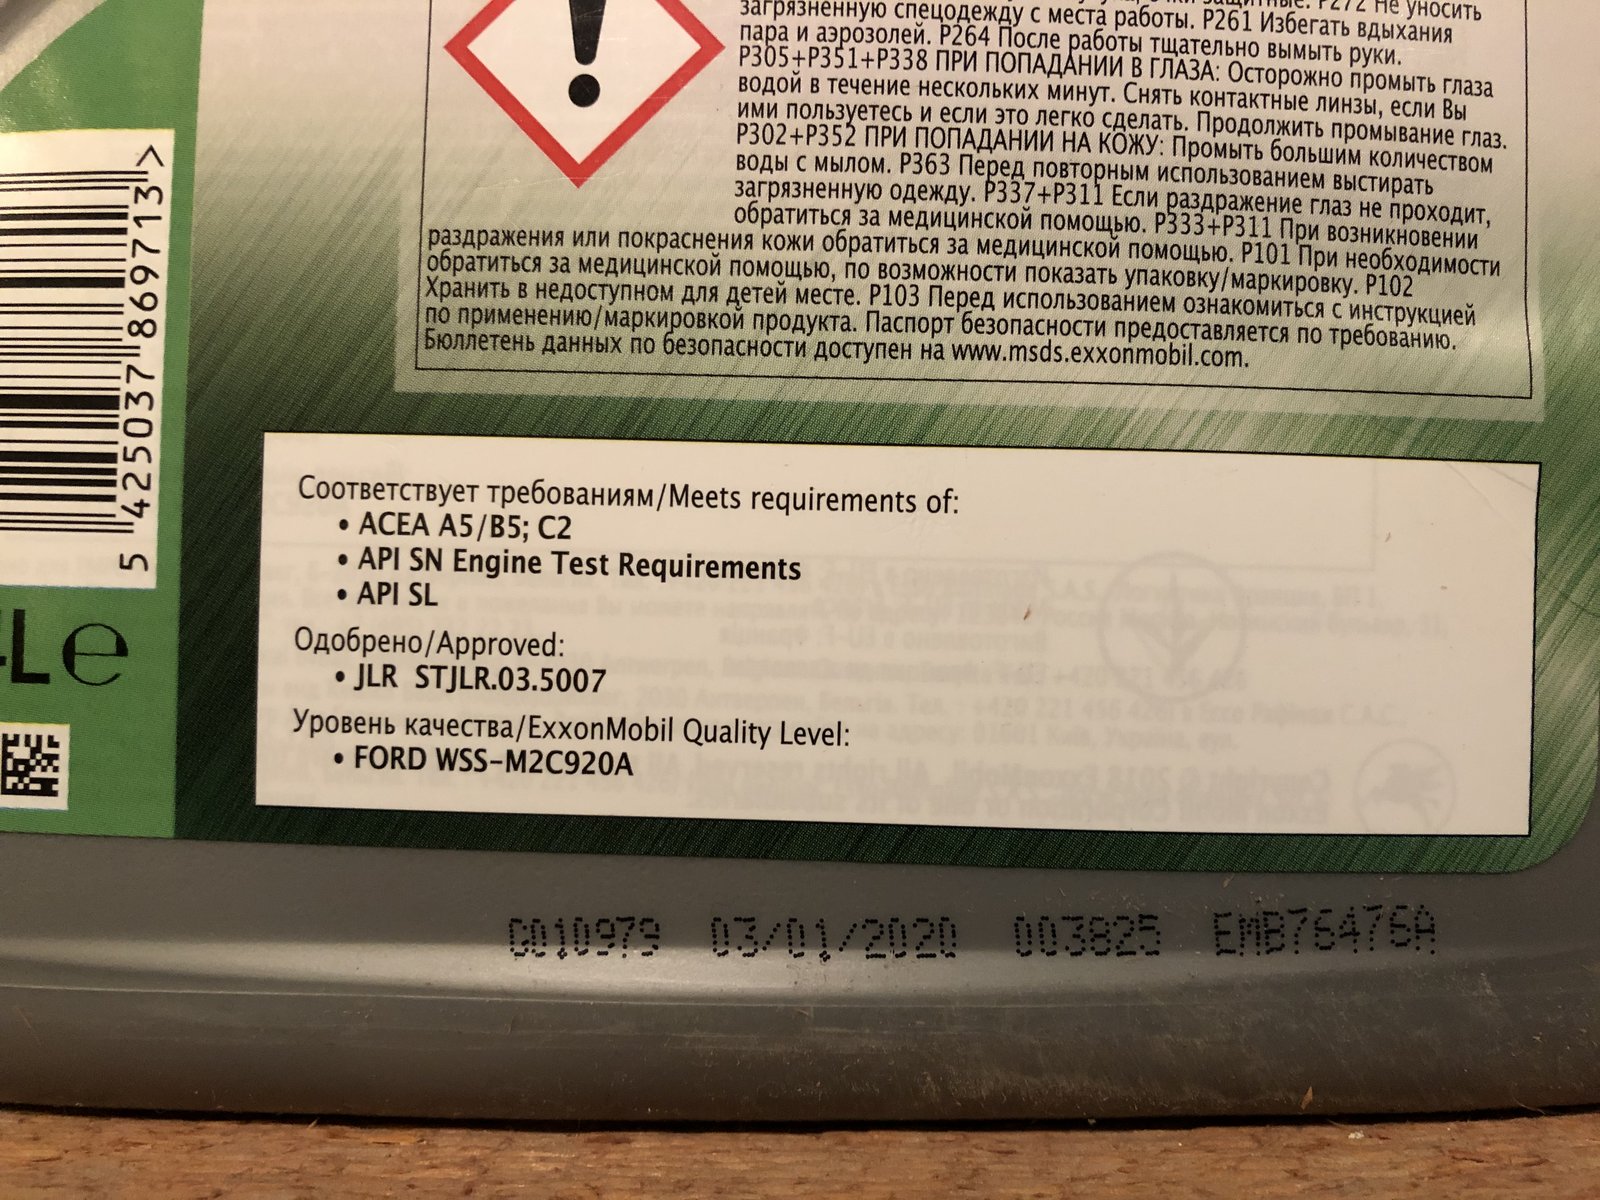 защитные. P272 Не уносить
загрязненную спецодежду с места работы. P261 Избегать вдыхания
пара и аэрозолей. P264 После работы тщательно вымыть руки.
P305+P351+P338 ПРИ ПОПАДАНИИ В ГЛАЗА: Осторожно промыть глаза
водой в течение нескольких минут. Снять контактные линзы, если Вы
ими пользуетесь и если это легко сделать. Продолжить промывание глаз.
P302+P352 ПРИ ПОПАДАНИИ НА КОЖУ: Промыть большим количеством
воды с мылом. P363 Перед повторным использованием выстирать
загрязненную одежду. P337+P311 Если раздражение глаз не проходит,
обратиться за медицинской помощью. P333+P311 При возникновении
раздражения или покраснения кожи обратиться за медицинской помощью. P101 При необходимости
обратиться за медицинской помощью, по возможности показать упаковку/маркировку. P102
Хранить в недоступном для детей месте. P103 Перед использованием ознакомиться с инструкцией
по применению/маркировкой продукта. Паспорт безопасности предоставляется по требованию.
Бюллетень данных по безопасности доступен на www.msds.exxonmobil.com.
5 425037 869713 >
L e
Соответствует требованиям/Meets requirements of:
• ACEA A5/B5; C2
• API SN Engine Test Requirements
• API SL
Одобрено/Approved:
• JLR STJLR.03.5007
Уровень качества/ExxonMobil Quality Level:
• FORD WSS-M2C920A
G010979 03/01/2020 003825 EMB76476A